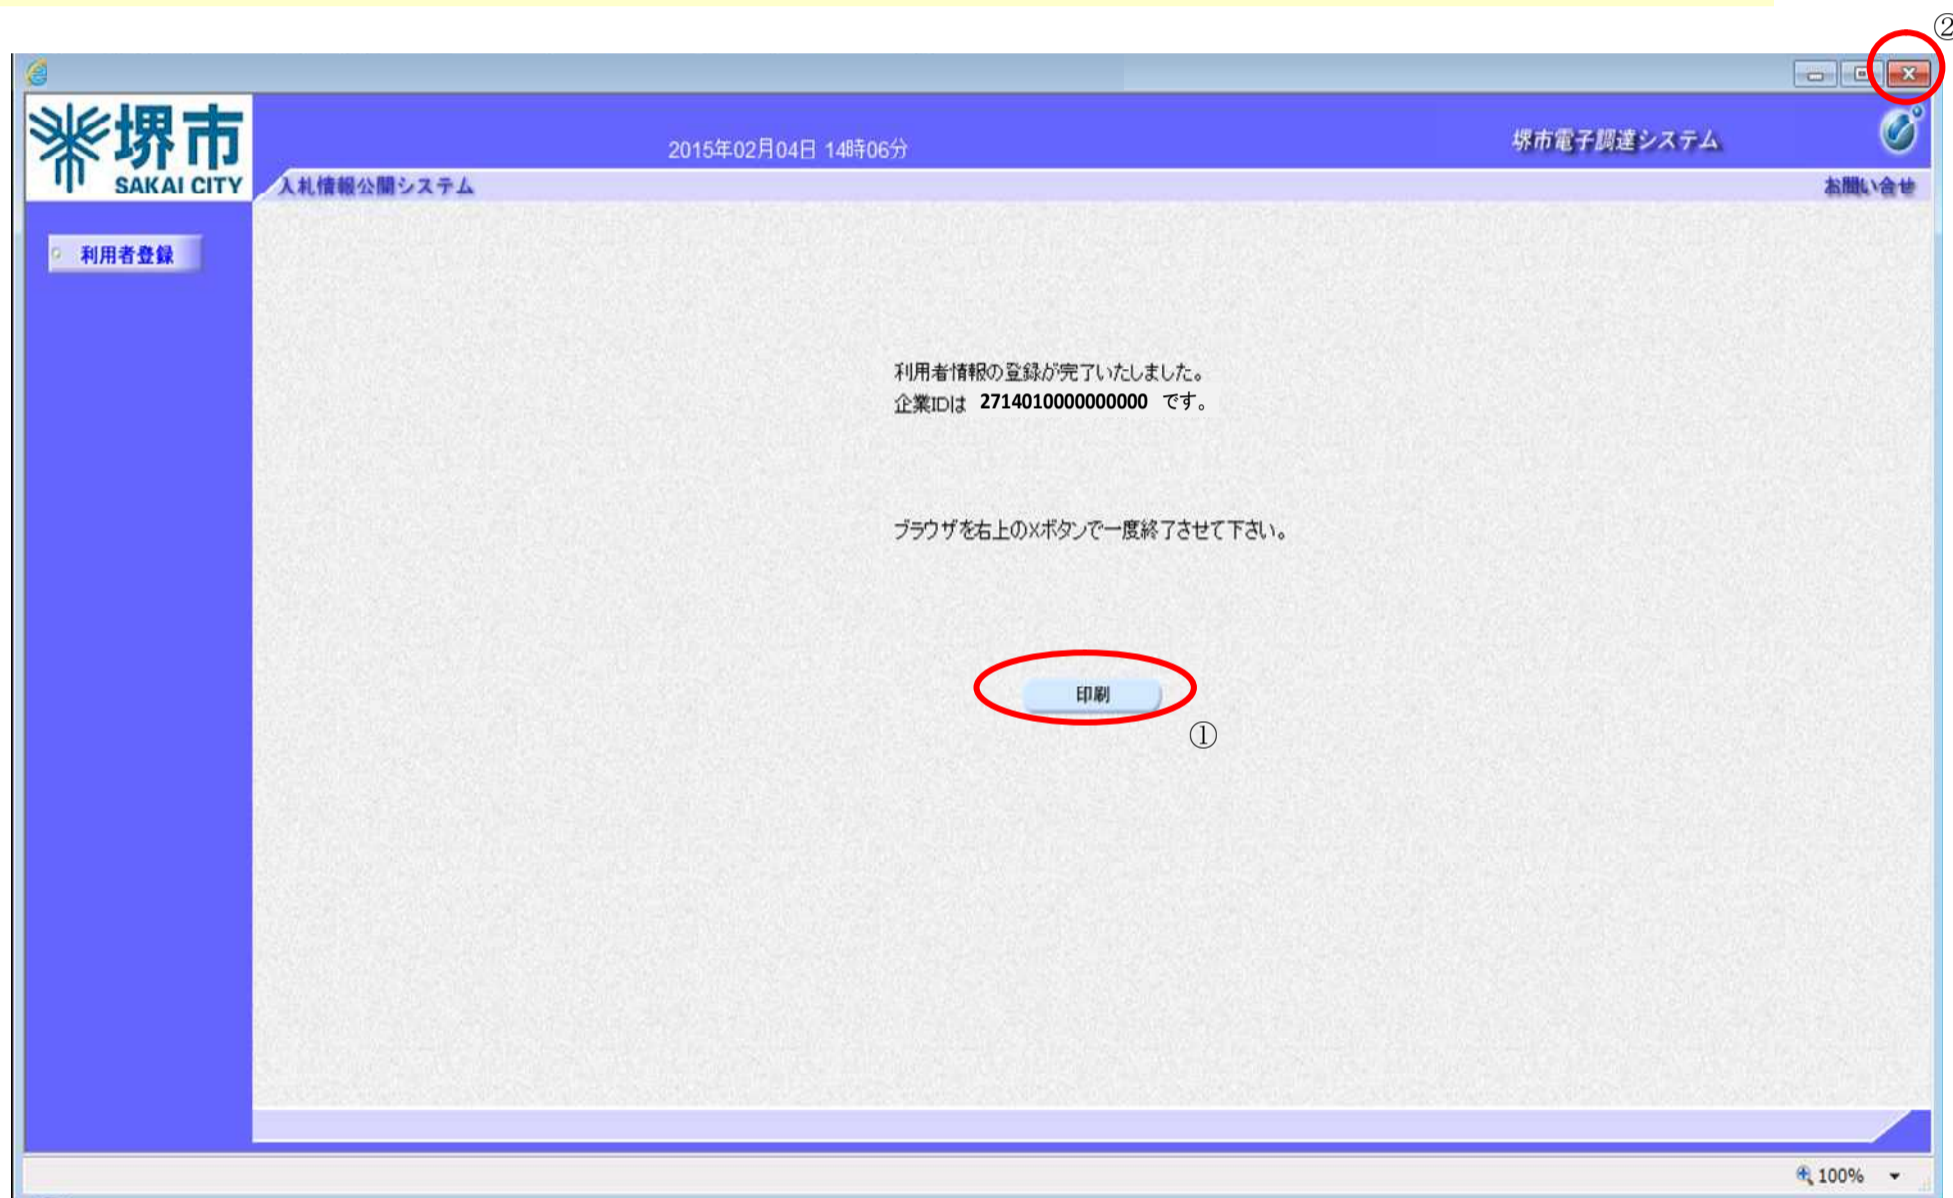 ②
堺市
SAKAI CITY
2015年02月04日 14時06分
堺市電子調達システム
入札情報公開システム
お問い合せ
利用者登録
利用者情報の登録が完了いたしました。
企業IDは 2714010000000000 です。
ブラウザを右上のXボタンで一度終了させて下さい。
印刷
①
100%